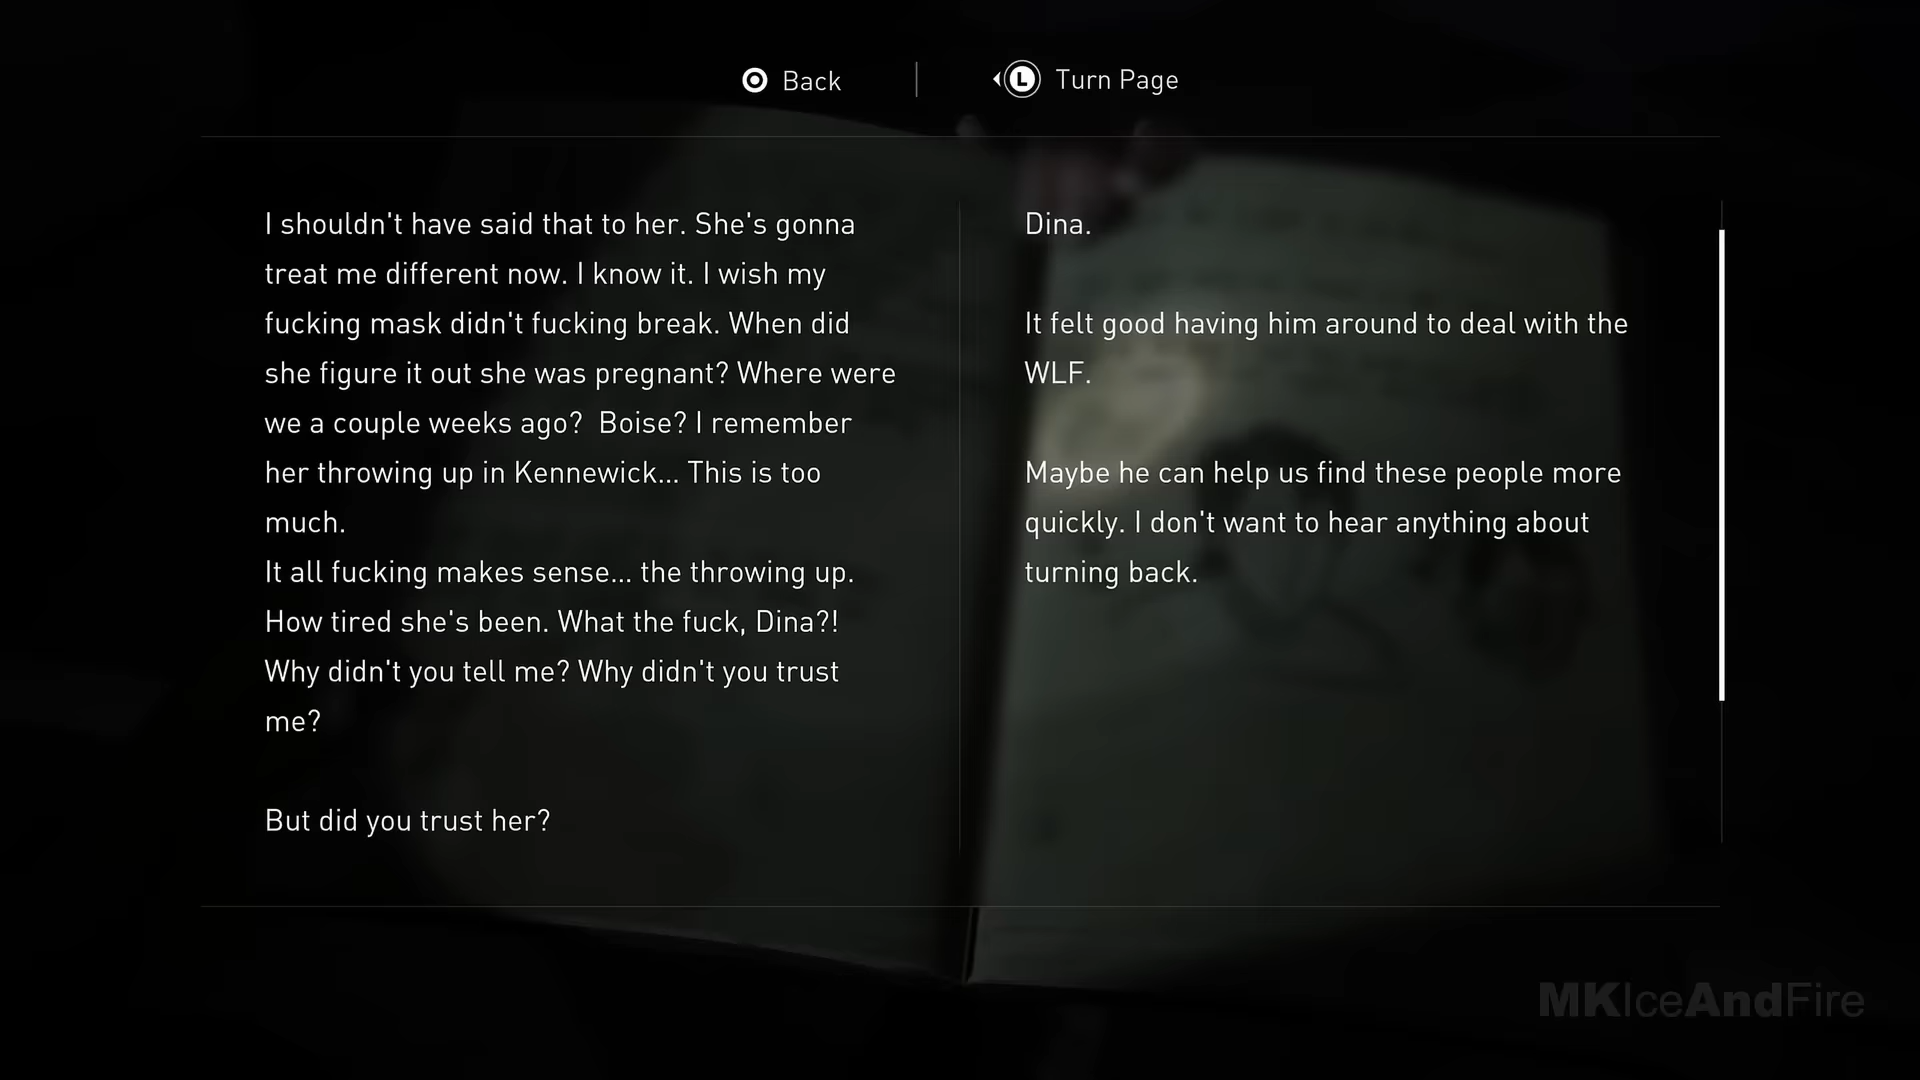 Back
L Turn Page
I shouldn't have said that to her. She's gonna
treat me different now. I know it. I wish my
fucking mask didn't fucking break. When did
she figure it out she was pregnant? Where were
we a couple weeks ago?  Boise? I remember
her throwing up in Kennewick... This is too
much.
It all fucking makes sense... the throwing up.
How tired she's been. What the fuck, Dina?!
Why didn't you tell me? Why didn't you trust
me?
But did you trust her?
Dina.
It felt good having him around to deal with the
WLF.
Maybe he can help us find these people more
quickly. I don't want to hear anything about
turning back.
MKIceAndFire